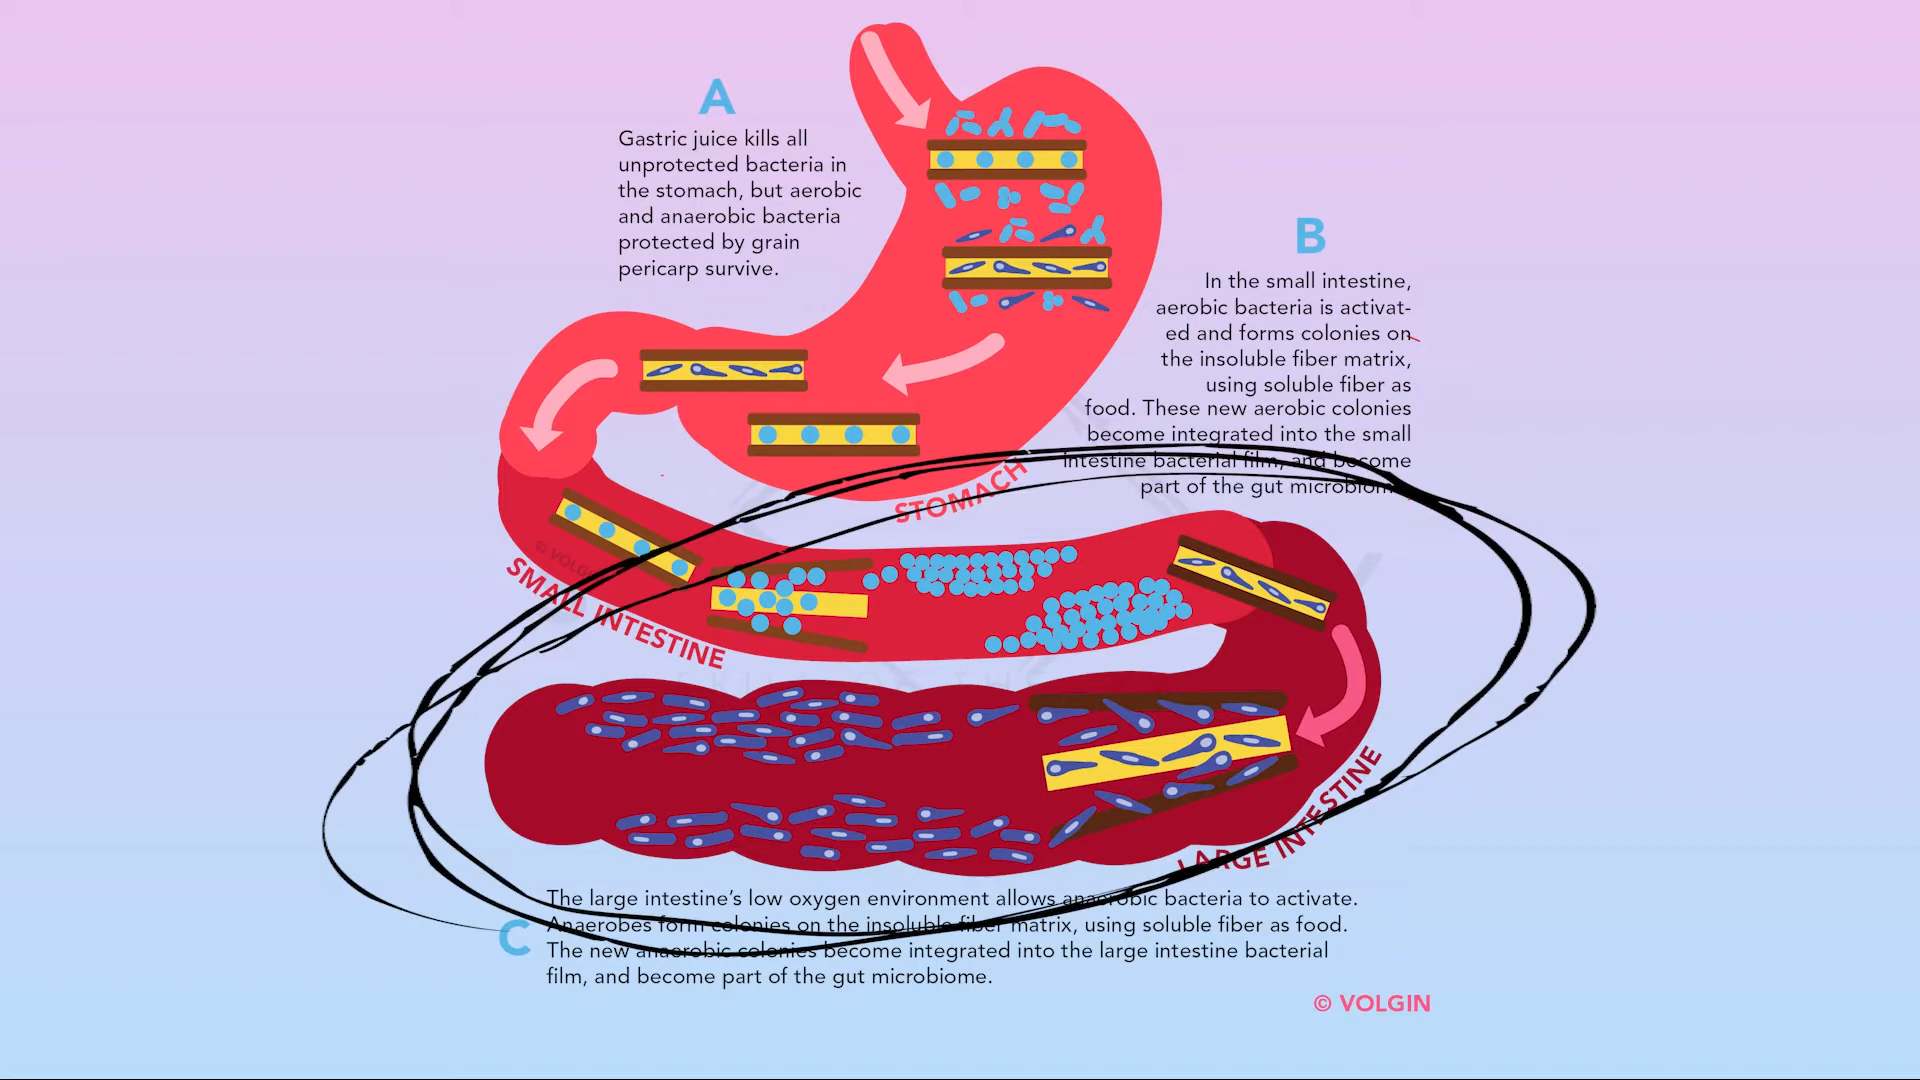 A
Gastric juice kills all
unprotected bacteria in
the stomach, but aerobic
and anaerobic bacteria
protected by grain
pericarp survive.
B
In the small intestine,
aerobic bacteria is activat-
ed and forms colonies on
the insoluble fiber matrix,
using soluble fiber as
food. These new aerobic colonies
become integrated into the small
intestine bacterial film, and become
part of the gut microbiom
STOMACH
© VOLGIN
SMALL INTESTINE
LARGE INTESTINE
C
The large intestine’s low oxygen environment allows anaerobic bacteria to activate.
Anaerobes form colonies on the insoluble fiber matrix, using soluble fiber as food.
The new anaerobic colonies become integrated into the large intestine bacterial
film, and become part of the gut microbiome.
© VOLGIN